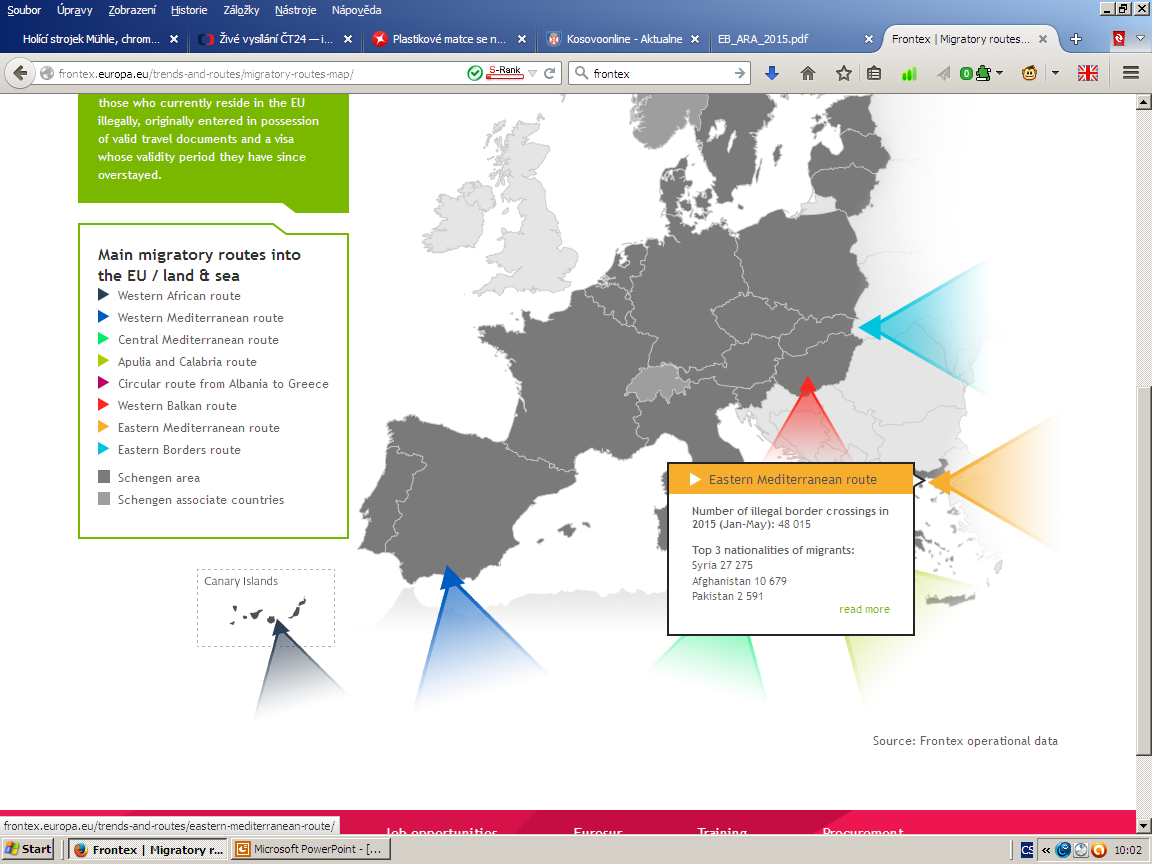 Soubor Úpravy Zobrazení Historie Záložky Nástroje Nápověda
Holicí strojek Mühle, chrom... Živé vysílání ČT24 — i... Plastikové matce se n... Kosovoonline - Aktualne EB_ARA_2015.pdf Frontex | Migratory routes...
frontex.europa.eu/trends-and-routes/migratory-routes-map/ S-Rank frontex 0
those who currently reside in the EU
illegally, originally entered in possession
of valid travel documents and a visa
whose validity period they have since
overstayed.
Main migratory routes into
the EU / land & sea
Western African route
Western Mediterranean route
Central Mediterranean route
Apulia and Calabria route
Circular route from Albania to Greece
Western Balkan route
Eastern Mediterranean route
Eastern Borders route
Schengen area
Schengen associate countries
Canary Islands
Eastern Mediterranean route
Number of illegal border crossings in
2015 (Jan-May): 48 015
Top 3 nationalities of migrants:
Syria 27 275
Afghanistan 10 679
Pakistan 2 591
read more
Source: Frontex operational data
Job opportunities Eurosur Training Procurement
frontex.europa.eu/trends-and-routes/eastern-mediterranean-route/
Start Frontex | Migratory r... Microsoft PowerPoint - [... CS « 10:02